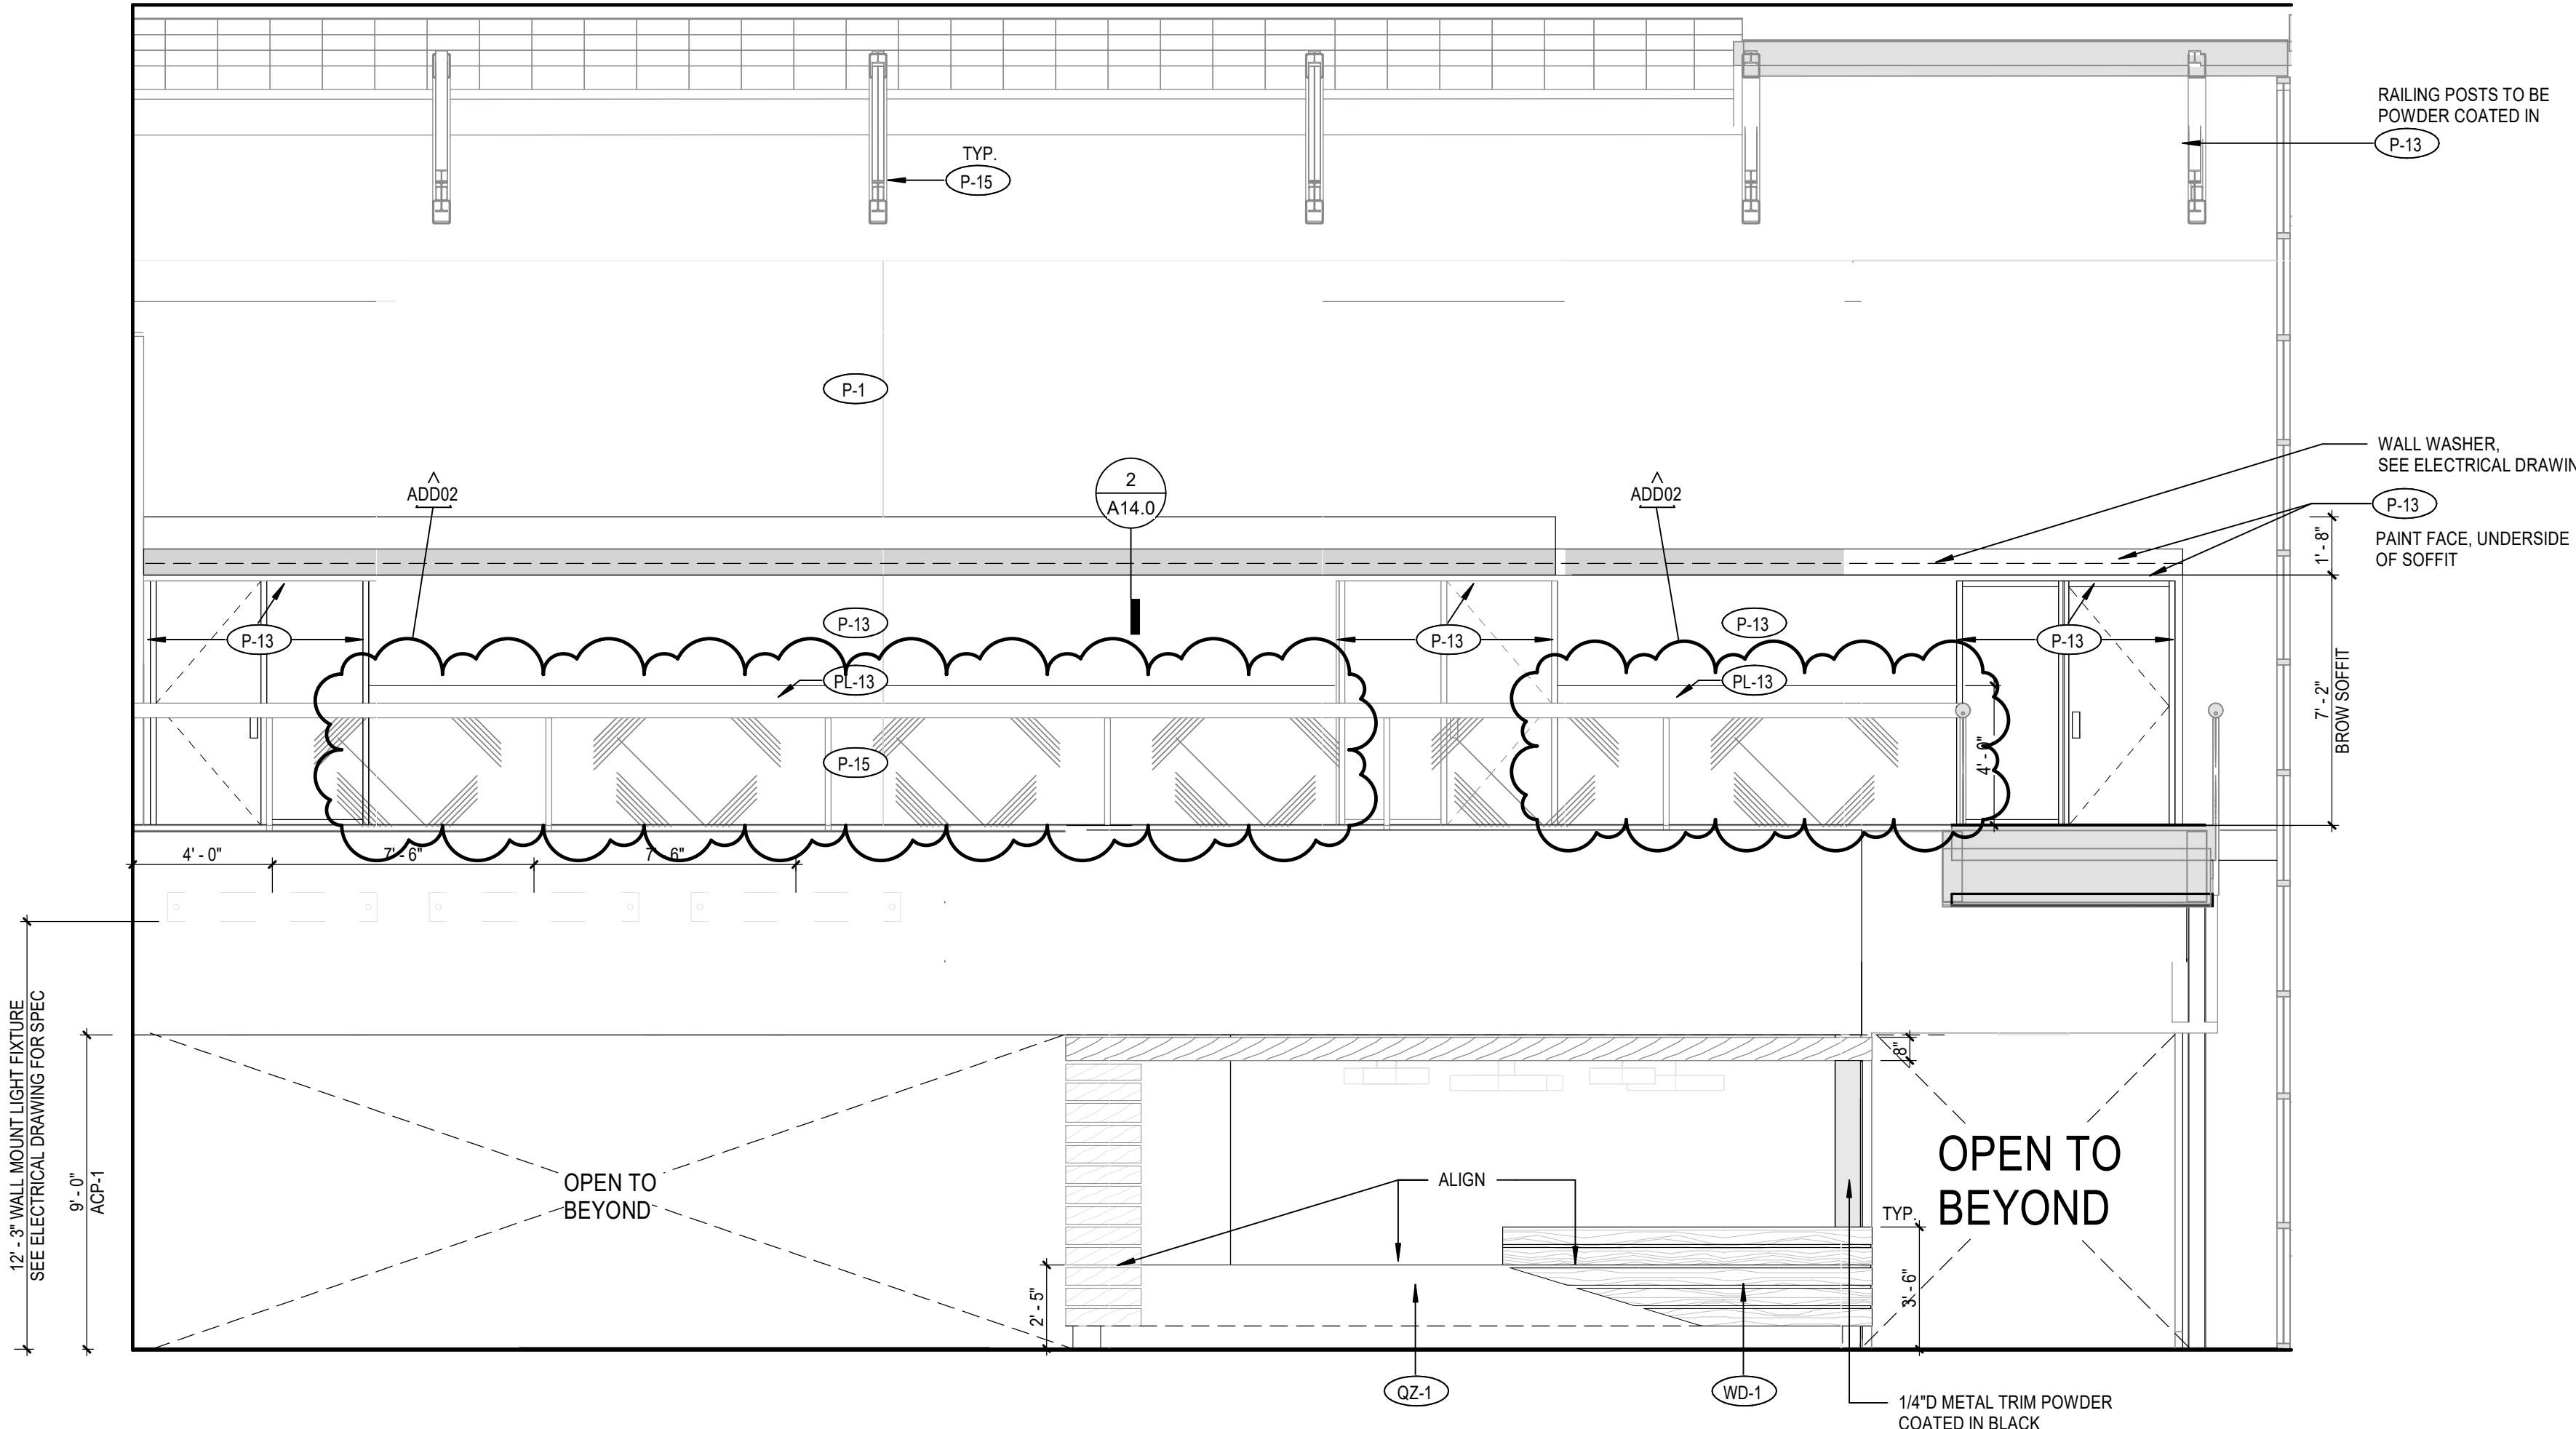 RAILING POSTS TO BE
POWDER COATED IN
P-13
TYP.
P-15
P-1
WALL WASHER,
SEE ELECTRICAL
P-13
PAINT FACE, UNDERSIDE
OF SOFFIT
1' - 8"
7' - 2"
BROW SOFFIT
ADD02
2
A14.0
ADD02
P-13
P-13
P-13
P-13
P-13
PL-13
PL-13
P-15
4' - 0"
4' - 0"
7' - 6"
7' - 6"
12' - 3" WALL MOUNT LIGHT FIXTURE
SEE ELECTRICAL DRAWING FOR SPEC
9' - 0"
ACP-1
OPEN TO
BEYOND
8"
ALIGN
TYP.
OPEN TO
BEYOND
2' - 5"
3' - 6"
QZ-1
WD-1
1/4"D METAL TRIM POWDER
COATED IN BLACK